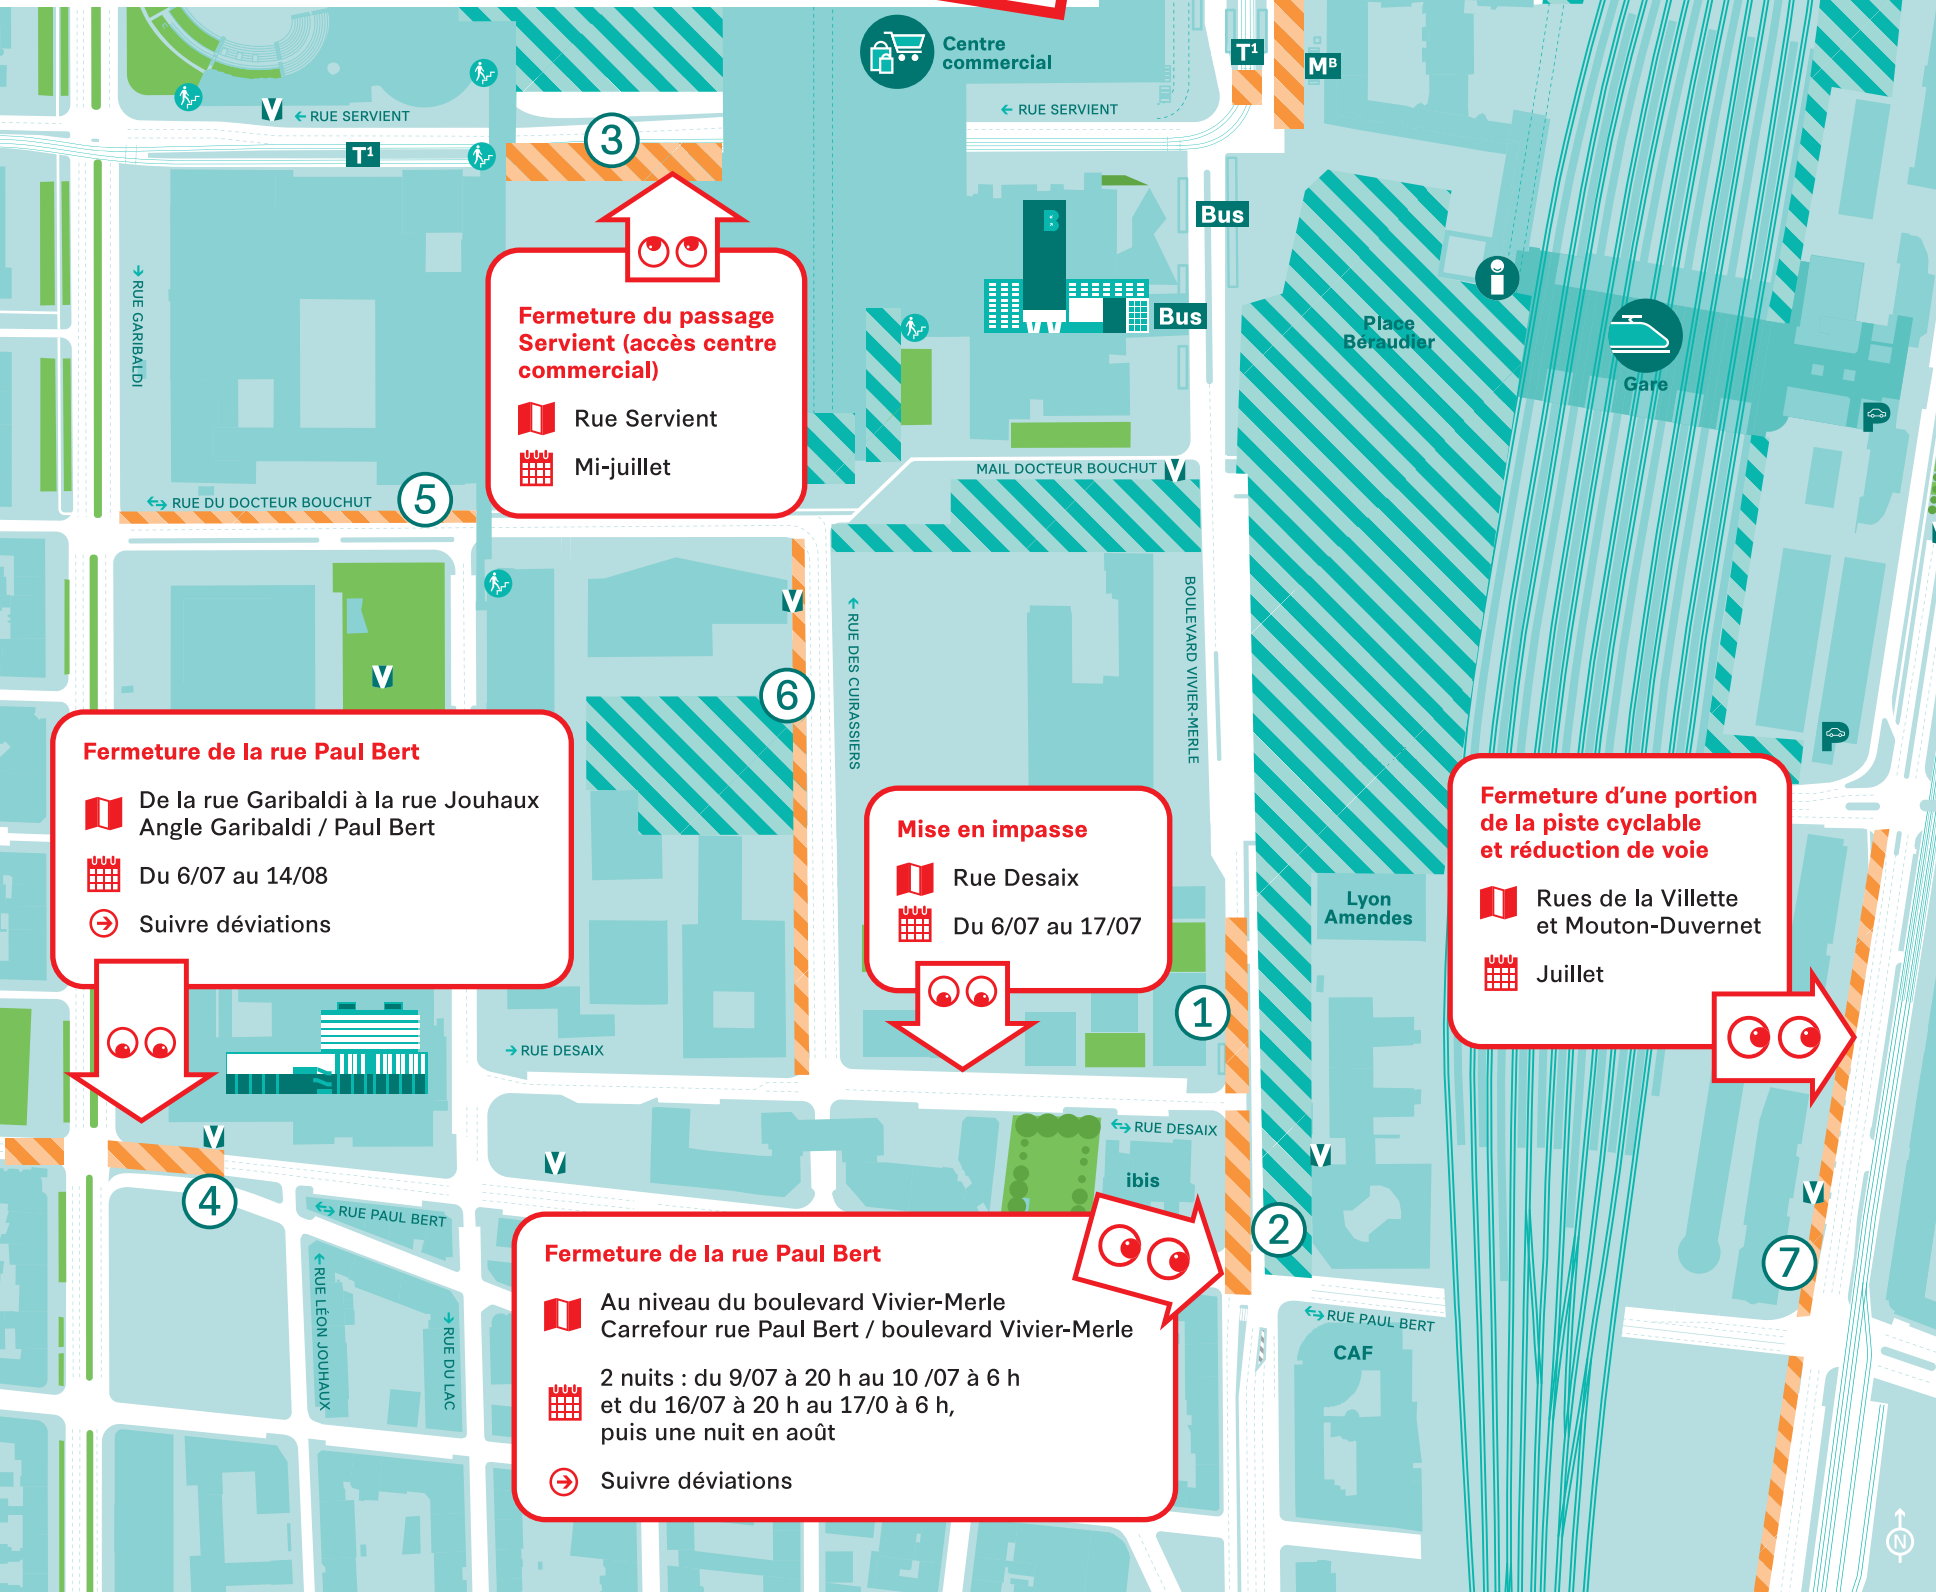 Centre
commercial
T1
MB
← RUE SERVIENT
← RUE SERVIENT
3
T1
B
Bus
Bus
→ RUE GARIBALDI
Fermeture du passage
Servient (accès centre
commercial)
Rue Servient
Mi-juillet
Place
Béraudier
Gare
P
MAIL DOCTEUR BOUCHUT
V
V
↔ RUE DU DOCTEUR BOUCHUT
5
V
V
← RUE DES CUIRASSIERS
BOULEVARD VIVIER-MERLE
6
P
Fermeture de la rue Paul Bert
De la rue Garibaldi à la rue Jouhaux
Angle Garibaldi / Paul Bert
Du 6/07 au 14/08
Suivre déviations
Mise en impasse
Rue Desaix
Du 6/07 au 17/07
Lyon
Amendes
Fermeture d'une portion
de la piste cyclable
et réduction de voie
Rues de la Villette
et Mouton-Duvernet
Juillet
1
→ RUE DESAIX
↔ RUE DESAIX
V
V
V
V
ibis
4
↔ RUE PAUL BERT
2
7
← RUE LÉON JOUHAUX
→ RUE DU LAC
Fermeture de la rue Paul Bert
Au niveau du boulevard Vivier-Merle
Carrefour rue Paul Bert / boulevard Vivier-Merle
2 nuits : du 9/07 à 20 h au 10 /07 à 6 h
et du 16/07 à 20 h au 17/0 à 6 h,
puis une nuit en août
Suivre déviations
↔ RUE PAUL BERT
CAF
N